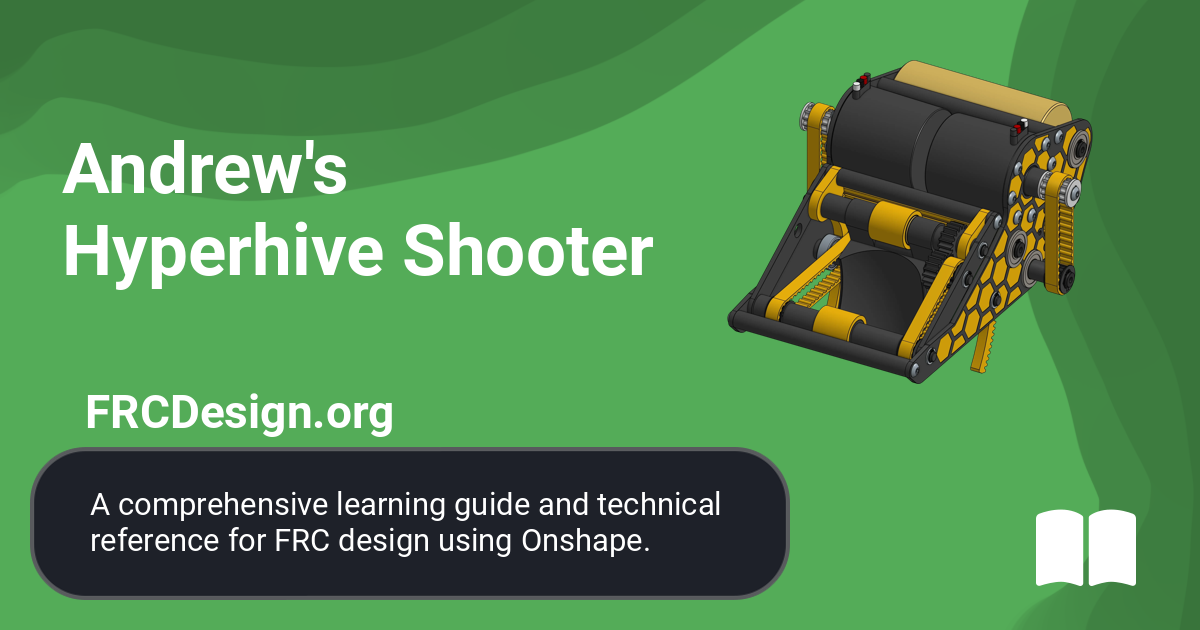 Andrew's
Hyperhive Shooter
FRCDesign.org
A comprehensive learning guide and technical
reference for FRC design using Onshape.